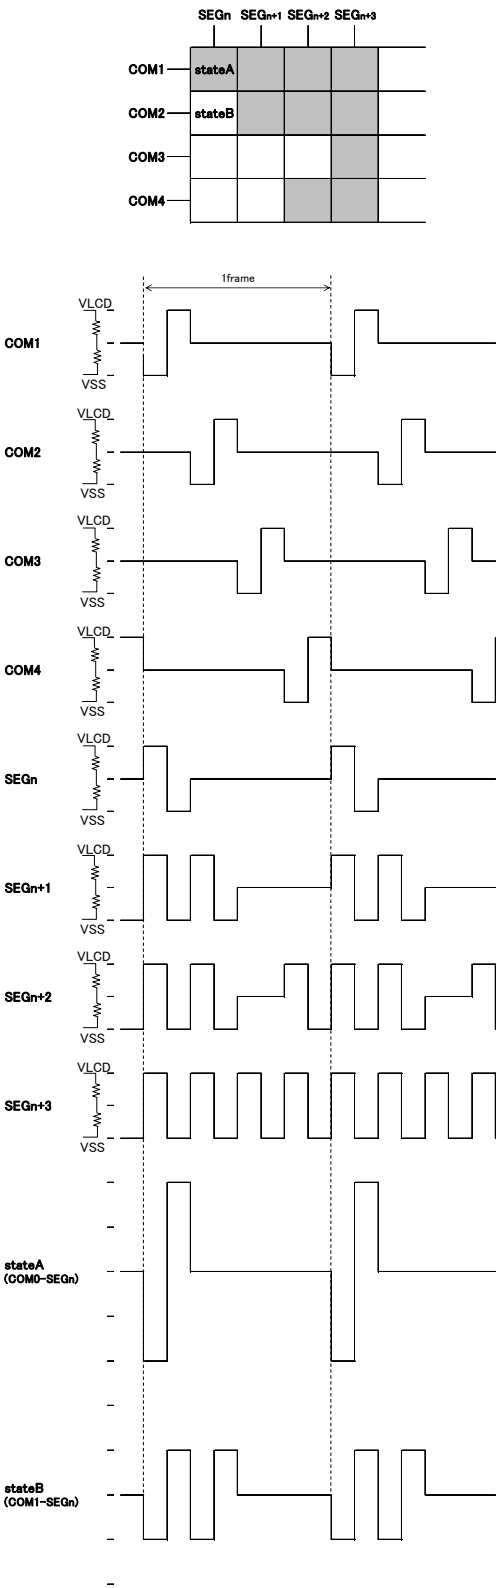 SEGn SEGn+1 SEGn+2 SEGn+3
COM1 stateA
COM2 stateB
COM3
COM4
1frame
VLCD
COM1
VSS
VLCD
COM2
VSS
VLCD
COM3
VSS
VLCD
COM4
VSS
VLCD
SEGn
VSS
VLCD
SEGn+1
VSS
VLCD
SEGn+2
VSS
VLCD
SEGn+3
VSS
stateA
(COM0-SEGn)
stateB
(COM1-SEGn)